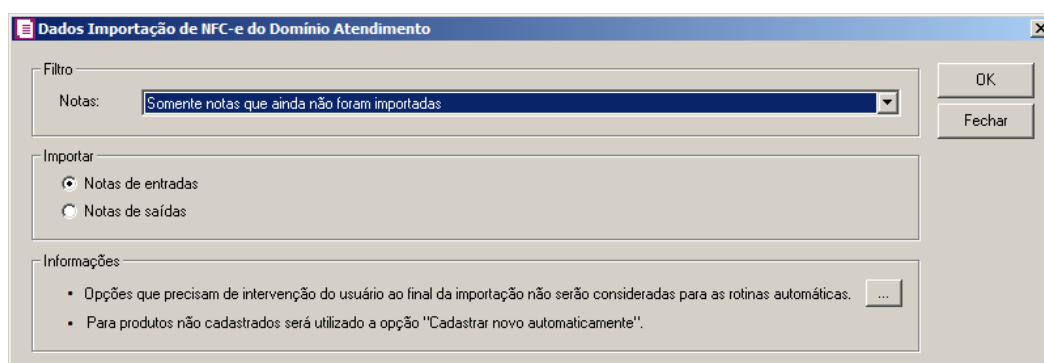 Dados Importação de NFC-e do Domínio Atendimento
Filtro
Notas: Somente notas que ainda não foram importadas
OK
Fechar
Importar
Notas de entradas
Notas de saídas
Informações
• Opções que precisam de intervenção do usuário ao final da importação não serão consideradas para as rotinas automáticas. ...
• Para produtos não cadastrados será utilizado a opção "Cadastrar novo automaticamente".